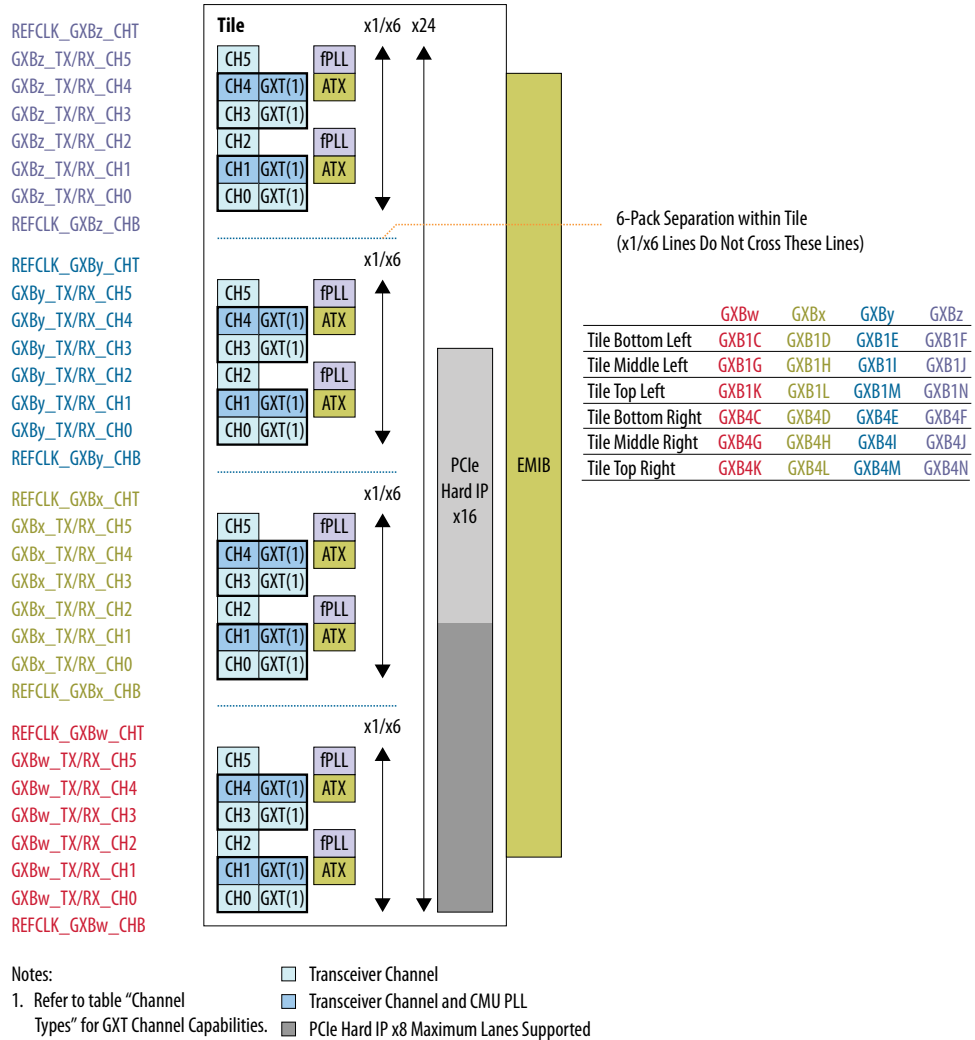 REFCLK_GXBz_CHT
GXBz_TX/RX_CH5
GXBz_TX/RX_CH4
GXBz_TX/RX_CH3
GXBz_TX/RX_CH2
GXBz_TX/RX_CH1
GXBz_TX/RX_CH0
REFCLK_GXBz_CHB
REFCLK_GXBy_CHT
GXBy_TX/RX_CH5
GXBy_TX/RX_CH4
GXBy_TX/RX_CH3
GXBy_TX/RX_CH2
GXBy_TX/RX_CH1
GXBy_TX/RX_CH0
REFCLK_GXBy_CHB
REFCLK_GXBx_CHT
GXBx_TX/RX_CH5
GXBx_TX/RX_CH4
GXBx_TX/RX_CH3
GXBx_TX/RX_CH2
GXBx_TX/RX_CH1
GXBx_TX/RX_CH0
REFCLK_GXBx_CHB
REFCLK_GXBw_CHT
GXBw_TX/RX_CH5
GXBw_TX/RX_CH4
GXBw_TX/RX_CH3
GXBw_TX/RX_CH2
GXBw_TX/RX_CH1
GXBw_TX/RX_CH0
REFCLK_GXBw_CHB
Tile x1/x6 x24
CH5 fPLL
CH4 GXT(1) ATX
CH3 GXT(1)
CH2 fPLL
CH1 GXT(1) ATX
CH0 GXT(1)
x1/x6
CH5 fPLL
CH4 GXT(1) ATX
CH3 GXT(1)
CH2 fPLL
CH1 GXT(1) ATX
CH0 GXT(1)
x1/x6
CH5 fPLL
CH4 GXT(1) ATX
CH3 GXT(1)
CH2 fPLL
CH1 GXT(1) ATX
CH0 GXT(1)
x1/x6
CH5 fPLL
CH4 GXT(1) ATX
CH3 GXT(1)
CH2 fPLL
CH1 GXT(1) ATX
CH0 GXT(1)
PCIe
Hard IP
x16
EMIB
6-Pack Separation within Tile
(x1/x6 Lines Do Not Cross These Lines)
GXBw GXBx GXBy GXBz
Tile Bottom Left GXB1C GXB1D GXB1E GXB1F
Tile Middle Left GXB1G GXB1H GXB1I GXB1J
Tile Top Left GXB1K GXB1L GXB1M GXB1N
Tile Bottom Right GXB4C GXB4D GXB4E GXB4F
Tile Middle Right GXB4G GXB4H GXB4I GXB4J
Tile Top Right GXB4K GXB4L GXB4M GXB4N
Notes:
1. Refer to table “Channel
Types” for GXT Channel Capabilities.
Transceiver Channel
Transceiver Channel and CMU PLL
PCIe Hard IP x8 Maximum Lanes Supported